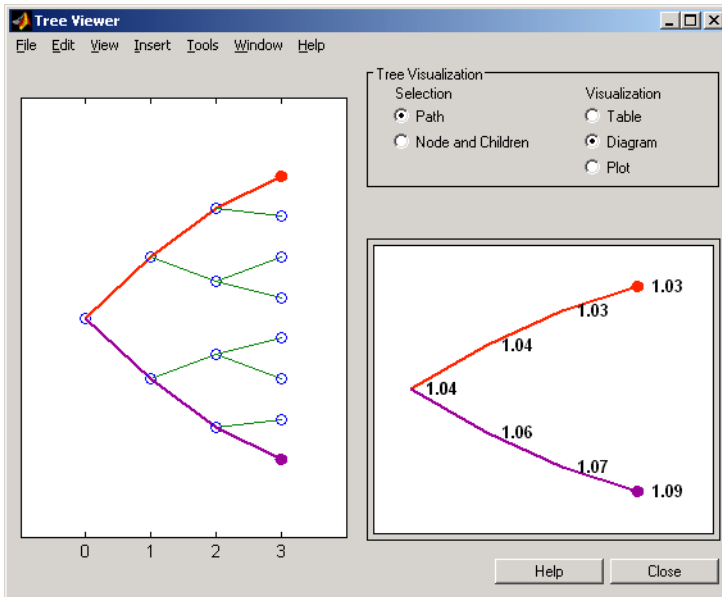 Tree Viewer
File Edit View Insert Tools Window Help
Tree Visualization
Selection
Visualization
Path
Table
Node and Children
Diagram
Plot
1.03
1.03
1.04
1.04
1.06
1.07
1.09
0 1 2 3
Help Close